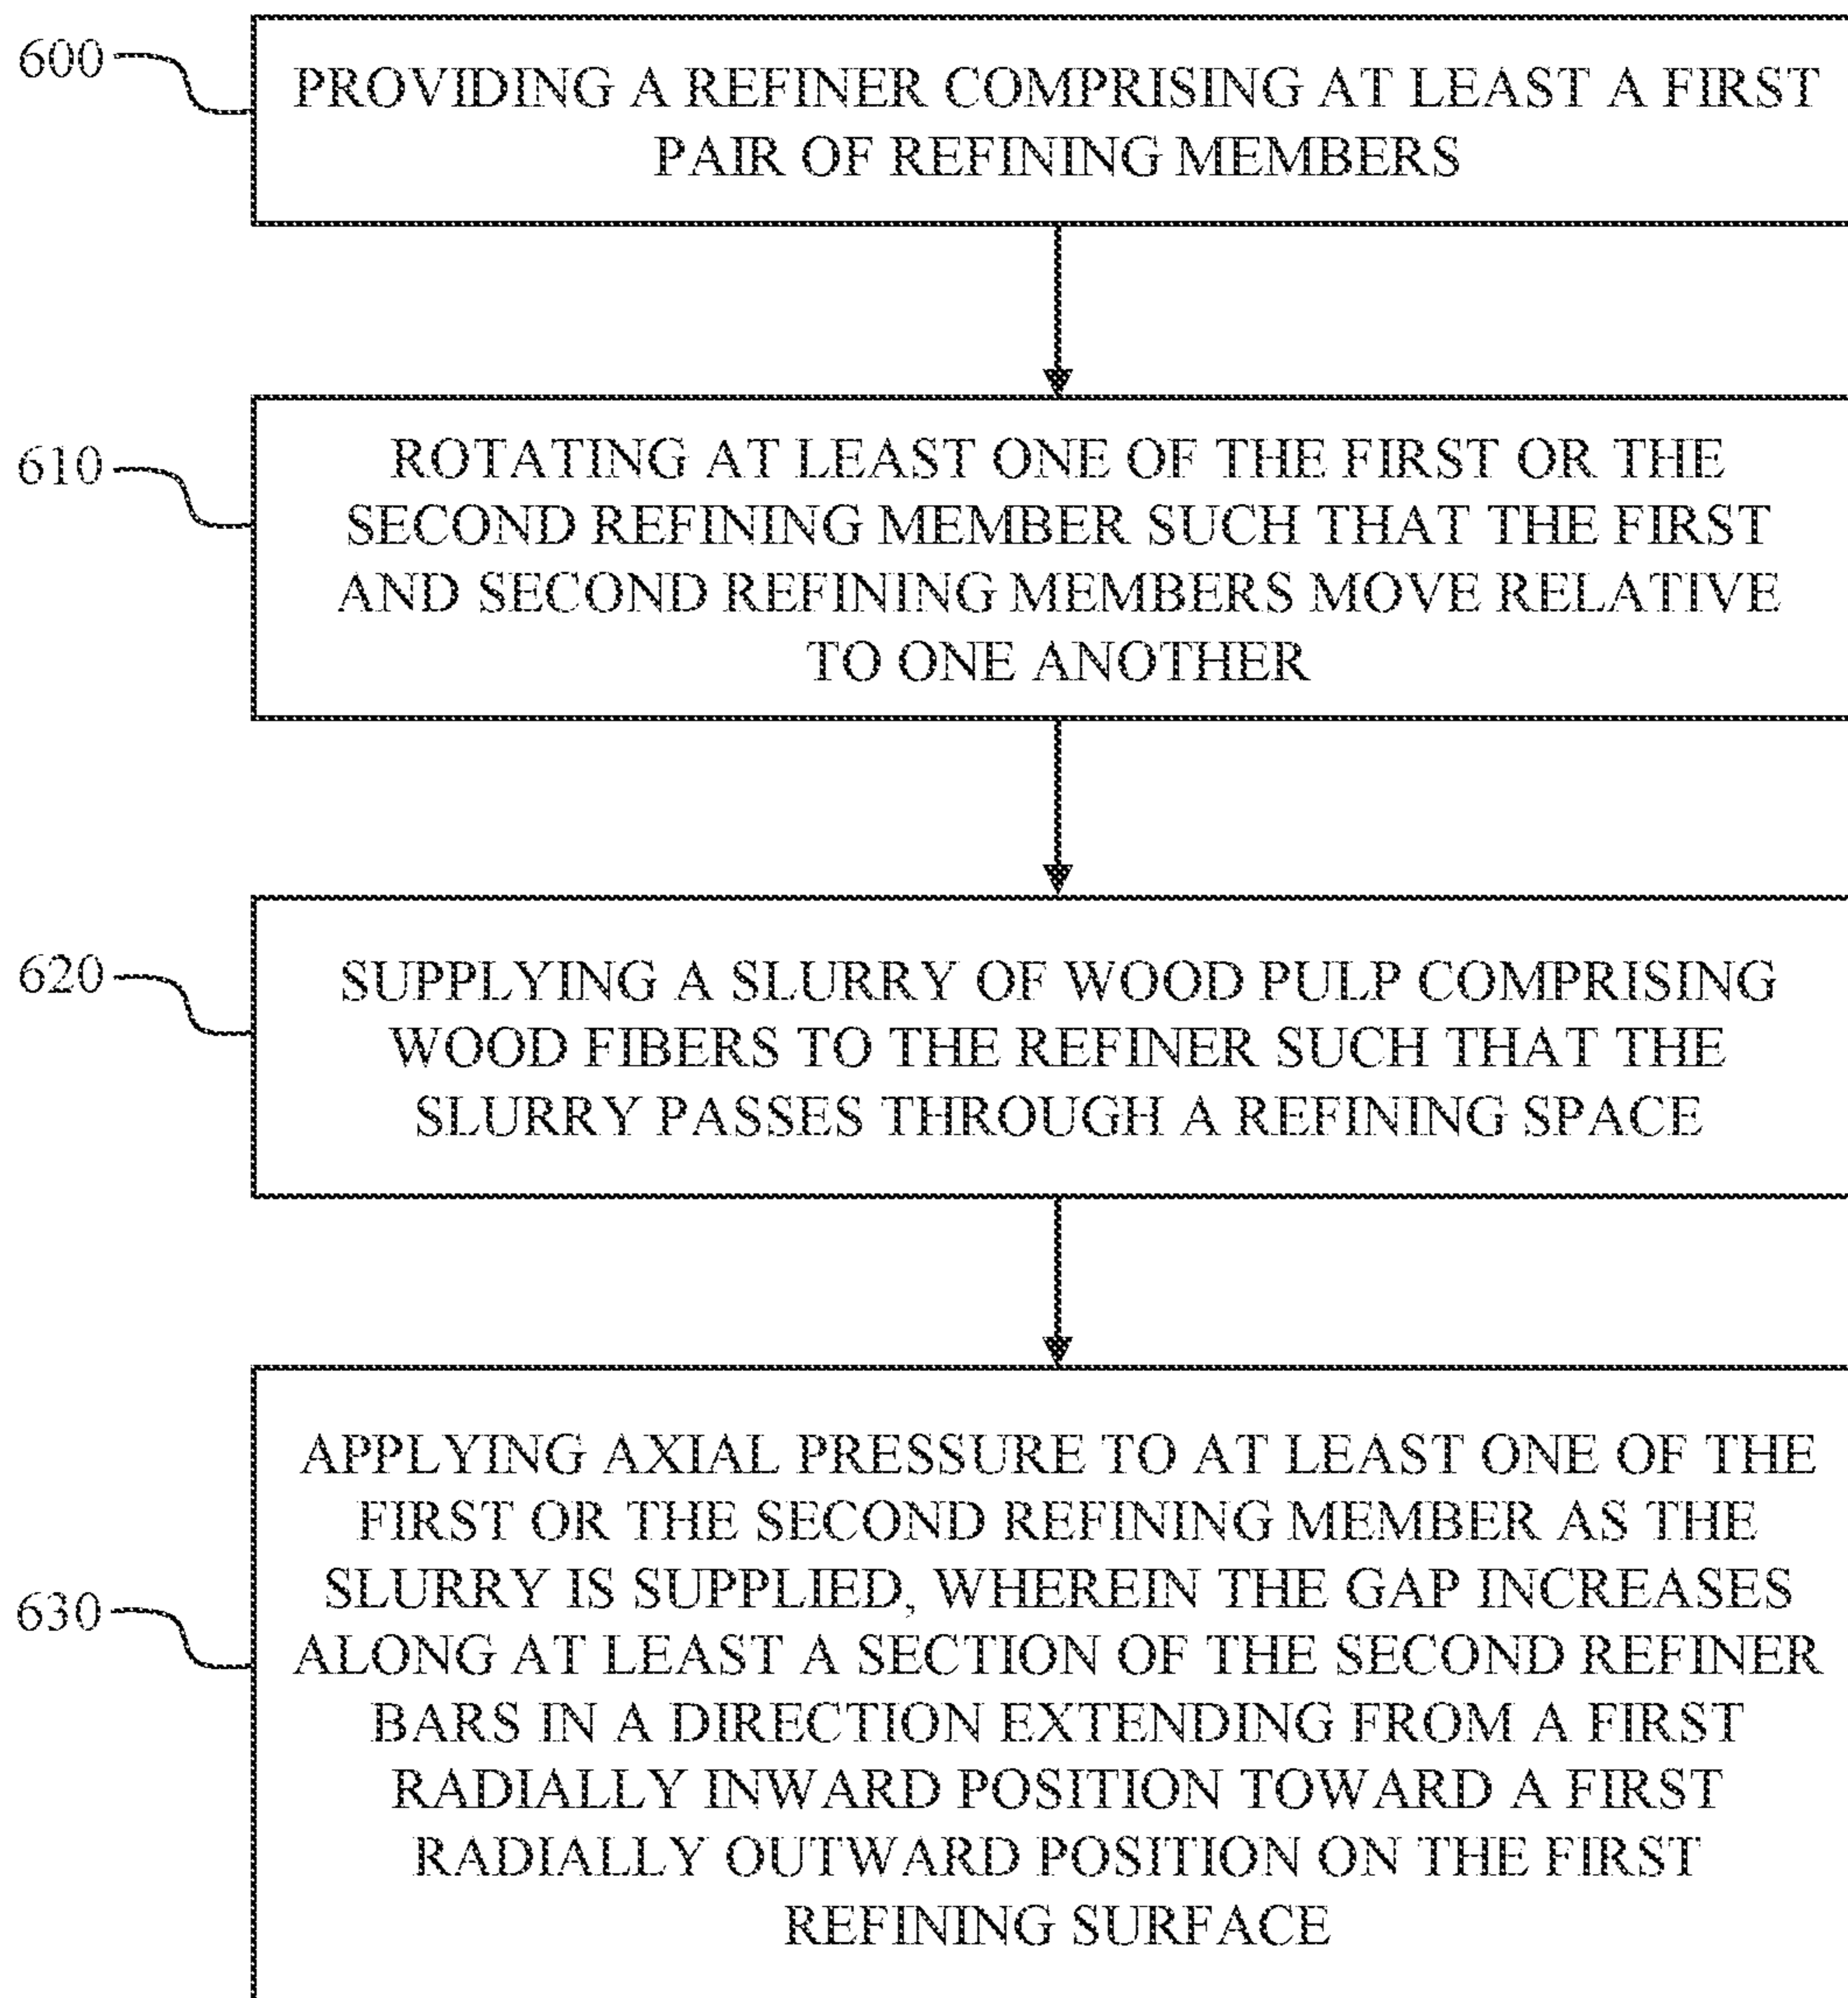 600
PROVIDING A REFINER COMPRISING AT LEAST A FIRST
PAIR OF REFINING MEMBERS
610
ROTATING AT LEAST ONE OF THE FIRST OR THE
SECOND REFINING MEMBER SUCH THAT THE FIRST
AND SECOND REFINING MEMBERS MOVE RELATIVE
TO ONE ANOTHER
620
SUPPLYING A SLURRY OF WOOD PULP COMPRISING
WOOD FIBERS TO THE REFINER SUCH THAT THE
SLURRY PASSES THROUGH A REFINING SPACE
630
APPLYING AXIAL PRESSURE TO AT LEAST ONE OF THE
FIRST OR THE SECOND REFINING MEMBER AS THE
SLURRY IS SUPPLIED, WHEREIN THE GAP INCREASES
ALONG AT LEAST A SECTION OF THE SECOND REFINER
BARS IN A DIRECTION EXTENDING FROM A FIRST
RADIALLY INWARD POSITION TOWARD A FIRST
RADIALLY OUTWARD POSITION ON THE FIRST
REFINING SURFACE